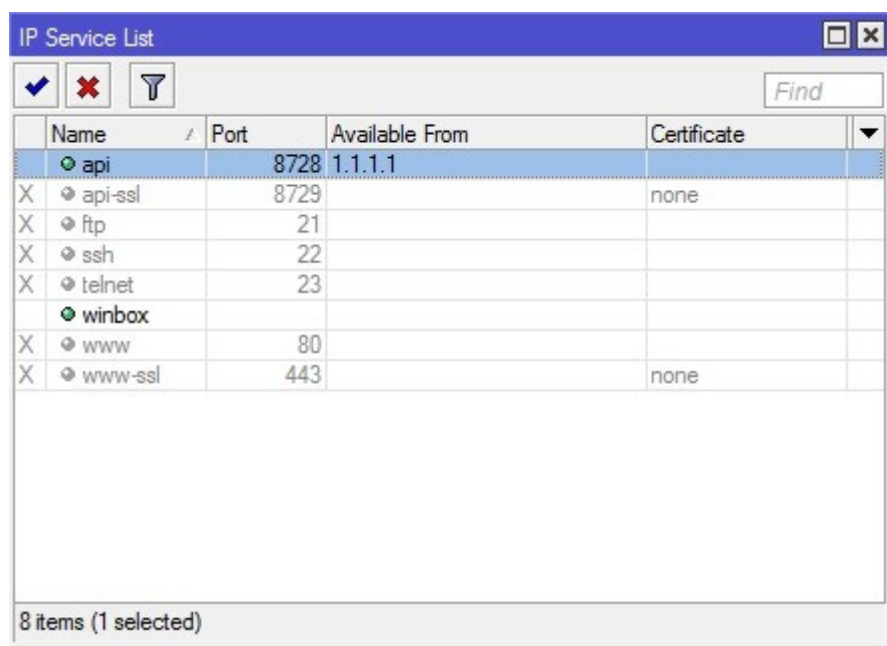 IP Service List
Find
Name Port Available From Certificate
api 8728 1.1.1.1
X api-ssl 8729 none
X ftp 21
X ssh 22
X telnet 23
winbox
X www 80
X www-ssl 443 none
8 items (1 selected)